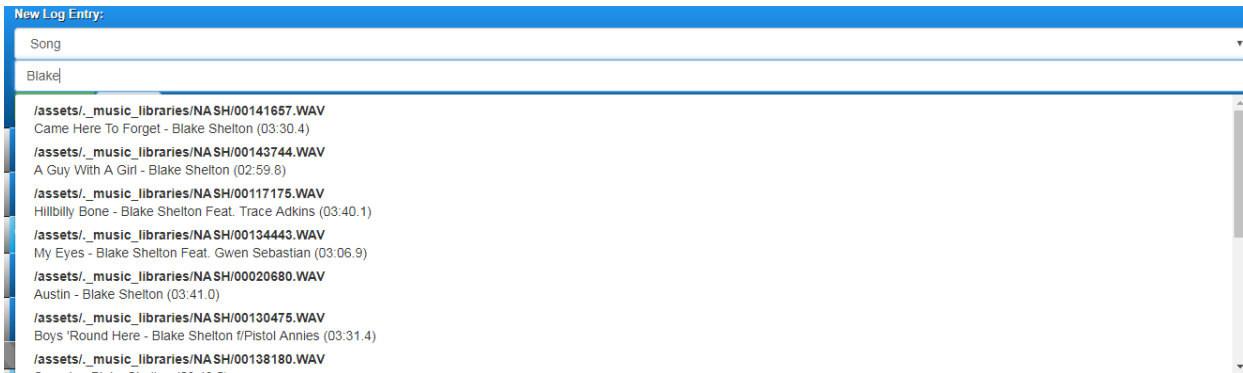 New Log Entry:
Song
Blake
/assets/._music_libraries/NASH/00141657.WAV
Came Here To Forget - Blake Shelton (03:30.4)
/assets/._music_libraries/NASH/00143744.WAV
A Guy With A Girl - Blake Shelton (02:59.8)
/assets/._music_libraries/NASH/00117175.WAV
Hillbilly Bone - Blake Shelton Feat. Trace Adkins (03:40.1)
/assets/._music_libraries/NASH/00134443.WAV
My Eyes - Blake Shelton Feat. Gwen Sebastian (03:06.9)
/assets/._music_libraries/NASH/00020680.WAV
Austin - Blake Shelton (03:41.0)
/assets/._music_libraries/NASH/00130475.WAV
Boys 'Round Here - Blake Shelton f/Pistol Annies (03:31.4)
/assets/._music_libraries/NASH/00138180.WAV